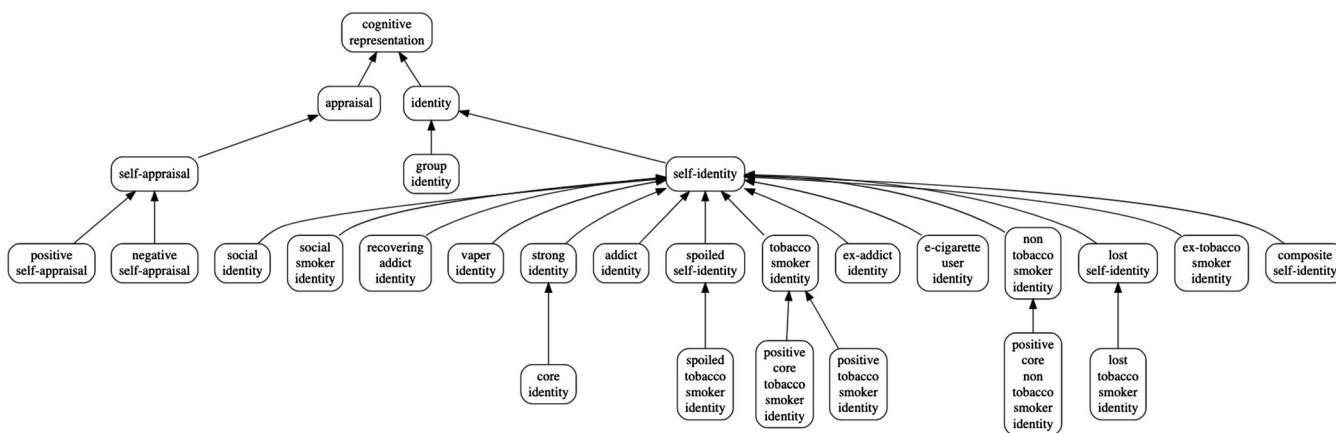 cognitive
representation
appraisal
identity
self-appraisal
group
identity
self-identity
positive
self-appraisal
negative
self-appraisal
social
identity
social
smoker
identity
recovering
addict
identity
vaper
identity
strong
identity
addict
identity
spoiled
self-identity
tobacco
smoker
identity
ex-addict
identity
e-cigarette
user
identity
non
tobacco
smoker
identity
lost
self-identity
ex-tobacco
smoker
identity
composite
self-identity
core
identity
spoiled
tobacco
smoker
identity
positive
core
tobacco
smoker
identity
positive
tobacco
smoker
identity
positive
core
non
tobacco
smoker
identity
lost
tobacco
smoker
identity